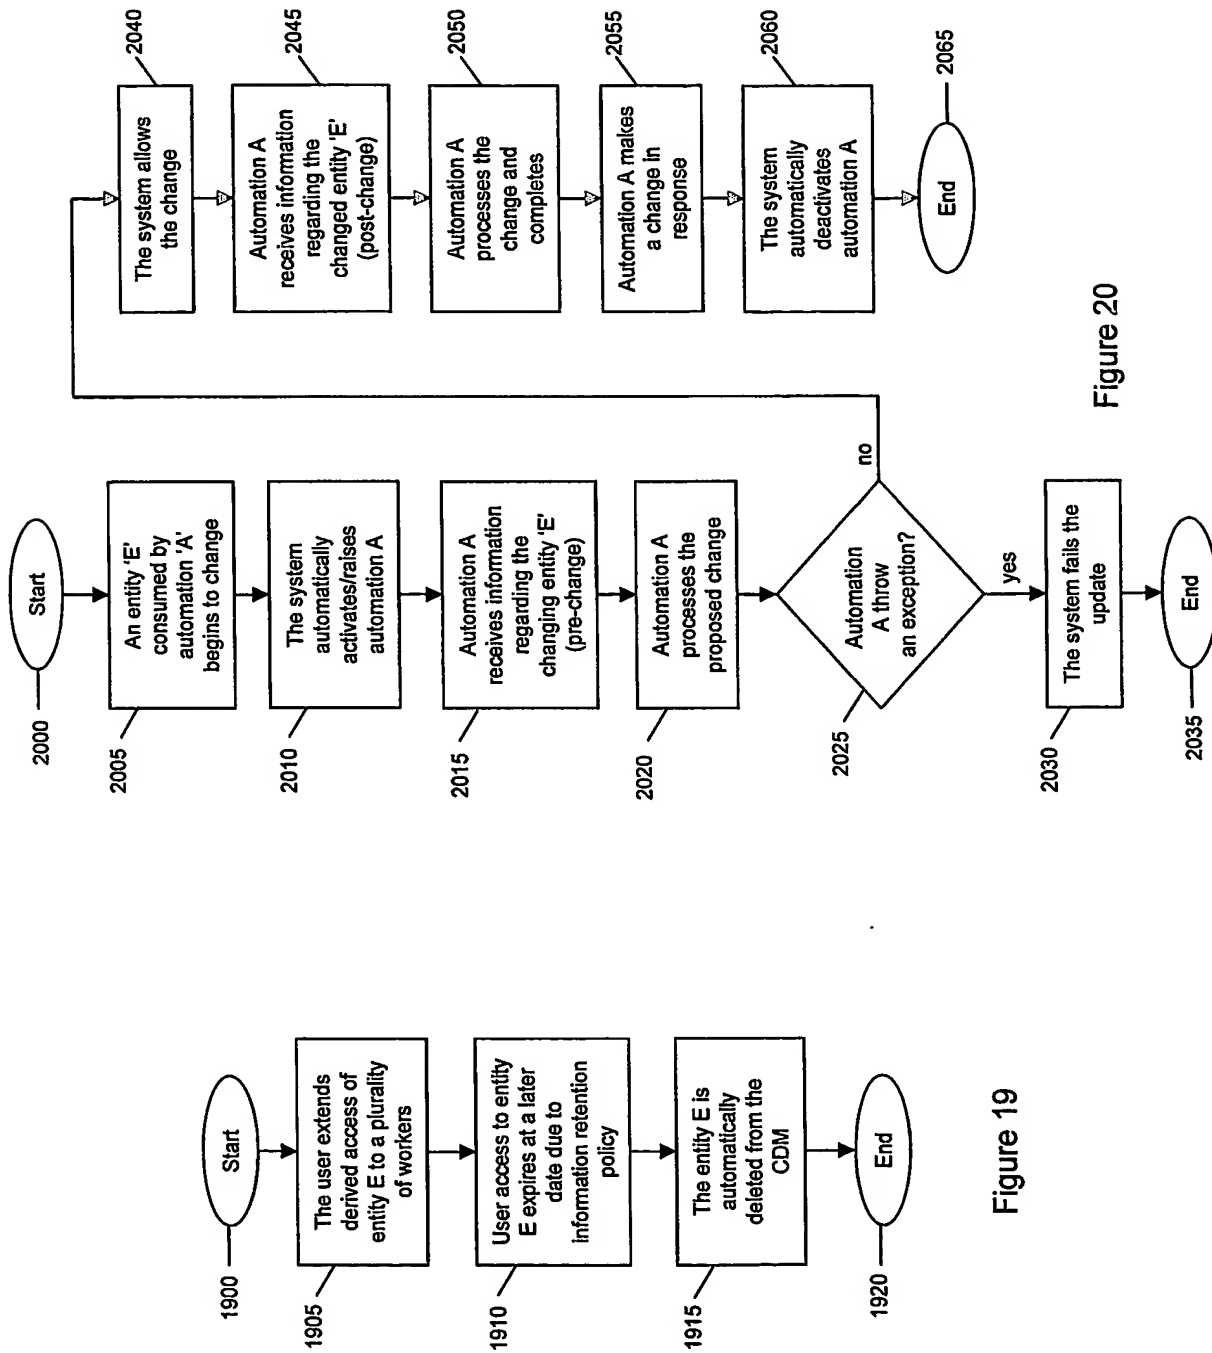 Start
1900
The user extends
derived access of
entity E to a plurality
of workers
1905
User access to entity
E expires at a later
date due to
information retention
policy
1910
The entity E is
automatically
deleted from the
CDM
1915
End
1920
Figure 19
Start
2000
An entity 'E'
consumed by
automation 'A'
begins to change
2005
The system
automatically
activates/raises
automation A
2010
Automation A
receives information
regarding the
changing entity 'E'
(pre-change)
2015
Automation A
processes the
proposed change
2020
Automation
A throw
an exception?
2025
no
yes
The system fails the
update
2030
End
2035
The system allows
the change
2040
Automation A
receives information
regarding the
changed entity 'E'
(post-change)
2045
Automation A
processes the
change and
completes
2050
Automation A makes
a change in
response
2055
The system
automatically
deactivates
automation A
2060
End
2065
Figure 20